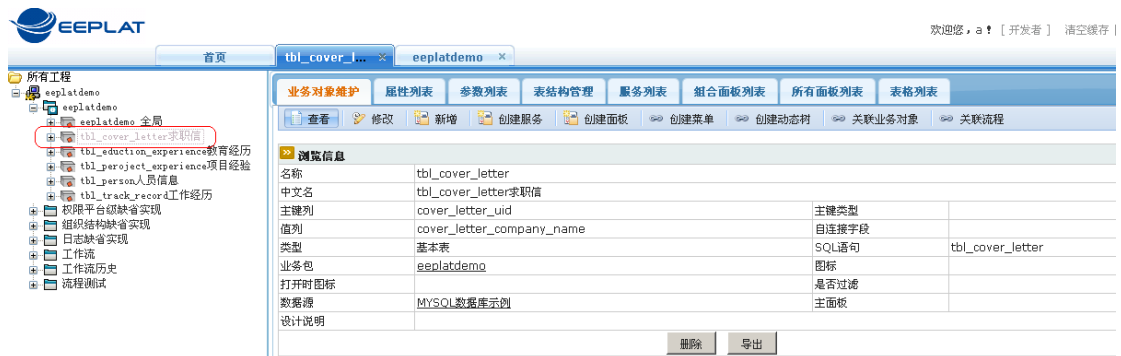 EEPLAT
欢迎您，a！ [ 开发者 ] 清空缓存
首页 tbl_cover_l... × eeplatdemo ×
所有工程
eeplatdemo
eeplatdemo
eeplatdemo 全局
tbl_cover_letter求职信
tbl_eduction_experience教育经历
tbl_peroject_experience项目经验
tbl_person人员信息
tbl_track_record工作经历
权限平台级缺省实现
组织结构缺省实现
日志缺省实现
工作流
工作流历史
流程测试
业务对象维护 属性列表 参数列表 表结构管理 服务列表 组合面板列表 所有面板列表 表格列表
查看 修改 新增 创建服务 创建面板 创建菜单 创建动态树 关联业务对象 关联流程
浏览信息
名称 tbl_cover_letter
中文名 tbl_cover_letter求职信
主键列 cover_letter_uid 主键类型
值列 cover_letter_company_name 自连接字段
类型 基本表 SQL语句 tbl_cover_letter
业务包 eeplatdemo 图标
打开时图标 是否过滤
数据源 MYSQL数据库示例 主面板
设计说明
删除 导出